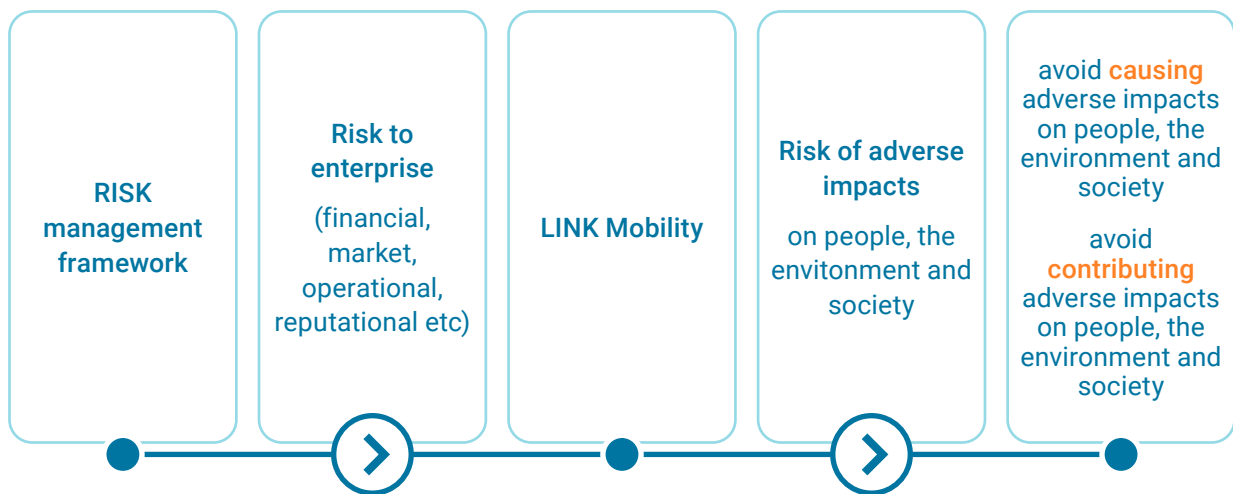 RISK
management
framework
Risk to
enterprise
(financial,
market,
operational,
reputational etc)
LINK Mobility
Risk of adverse
impacts
on people, the
envitonment and
society
avoid causing
adverse impacts
on people, the
environment and
society
avoid
contributing
adverse impacts
on people, the
environment and
society